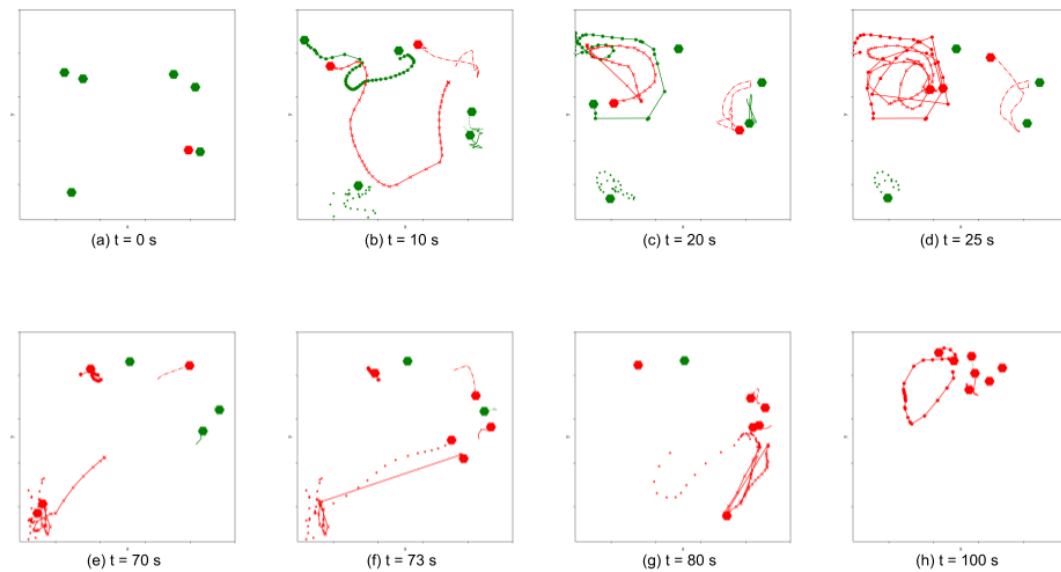 (a) t = 0 s
(b) t = 10 s
(c) t = 20 s
(d) t = 25 s
(e) t = 70 s
(f) t = 73 s
(g) t = 80 s
(h) t = 100 s